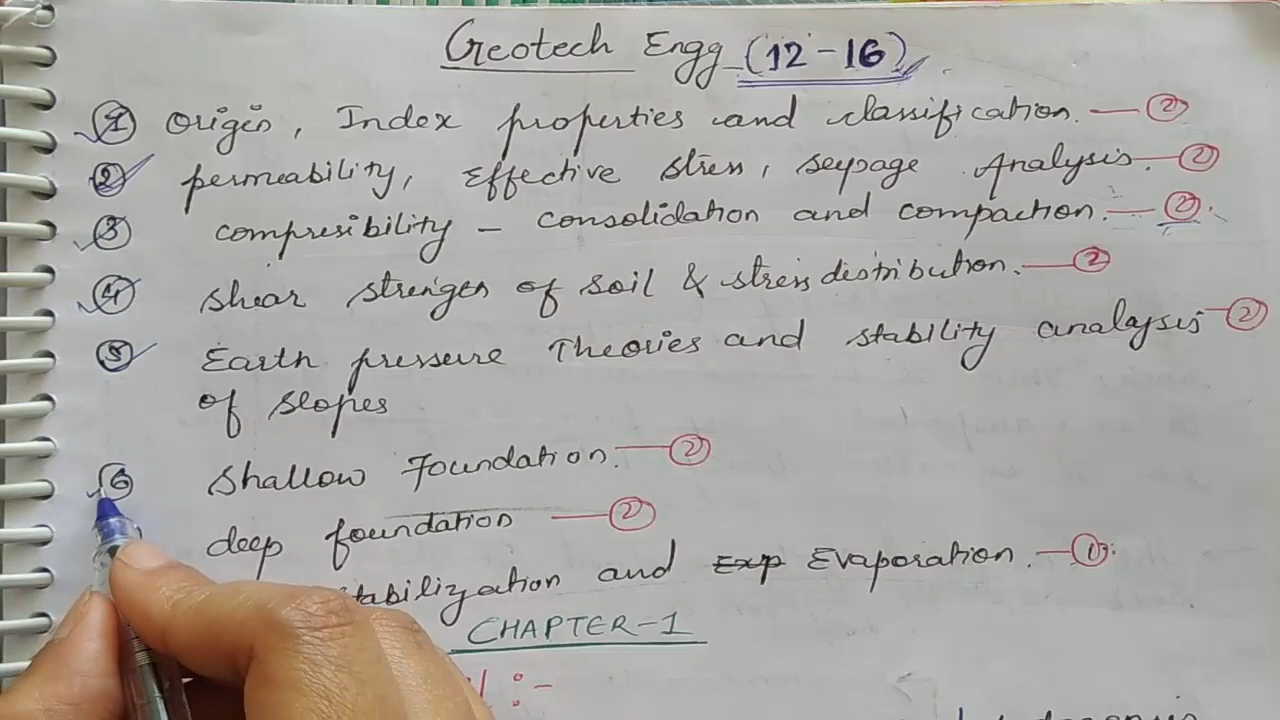 Geotech Engg (12-16)
1 Origin, Index properties and classification. — 2
2 permeability, Effective stress, seepage Analysis. — 2
3 compresibility - consolidation and compaction. — 2
4 shear strength of soil & stress distribution. — 2
5 Earth pressure Theories and stability analysis — 2
of slopes
6 Shallow Foundation. — 2
deep foundation — 2
stabilization and Exp Evaporation. — 1
CHAPTER-1